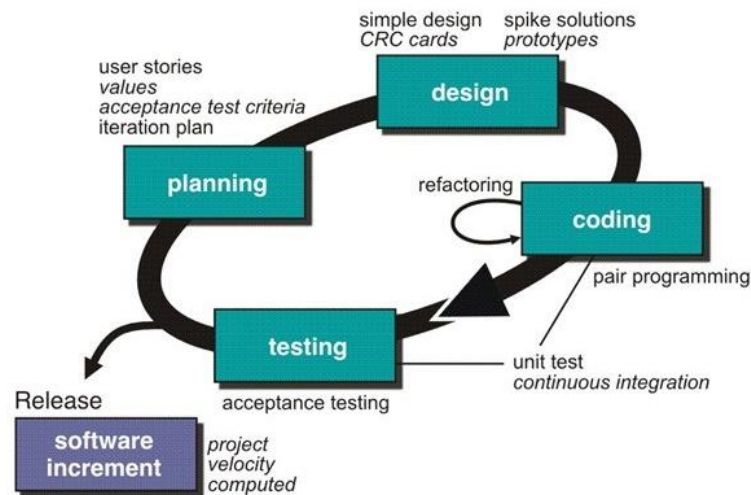 simple design
CRC cards
spike solutions
prototypes
user stories
values
acceptance test criteria
iteration plan
design
planning
refactoring
coding
pair programming
testing
unit test
continuous integration
acceptance testing
Release
software
increment
project
velocity
computed